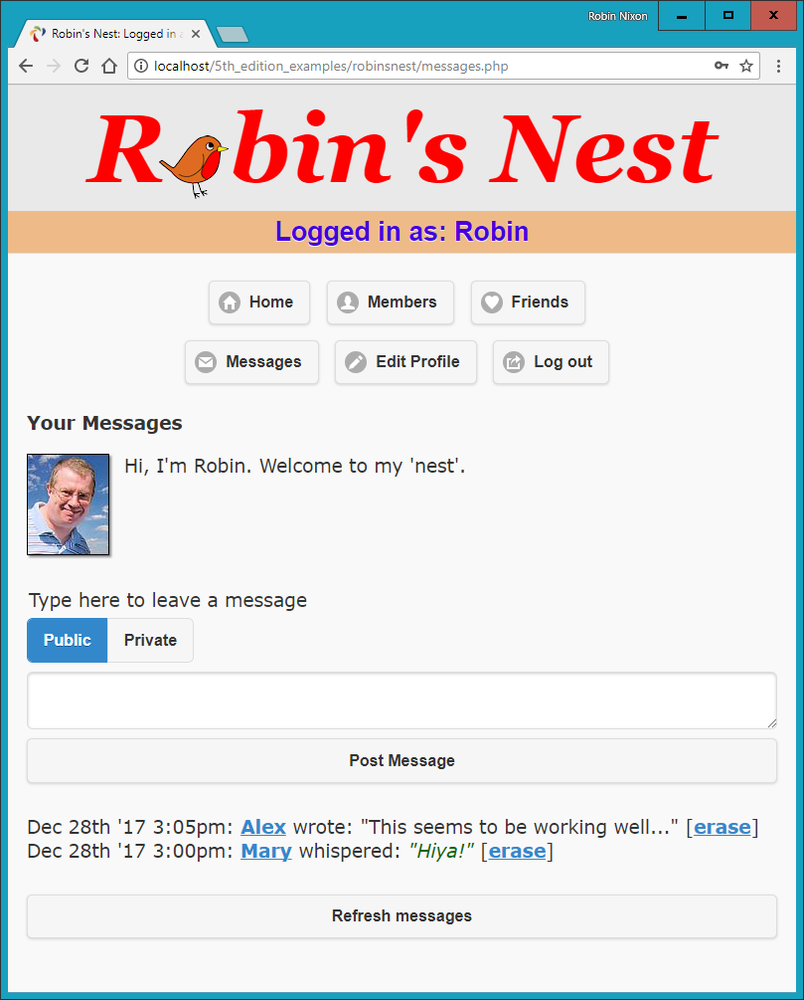 Robin Nixon
Robin's Nest: Logged in a
localhost/5th_edition_examples/robinsnest/messages.php
Robin's Nest
Logged in as: Robin
Home Members Friends
Messages Edit Profile Log out
Your Messages
Hi, I'm Robin. Welcome to my 'nest'.
Type here to leave a message
Public Private
Post Message
Dec 28th '17 3:05pm: Alex wrote: "This seems to be working well..." [erase]
Dec 28th '17 3:00pm: Mary whispered: "Hiya!" [erase]
Refresh messages